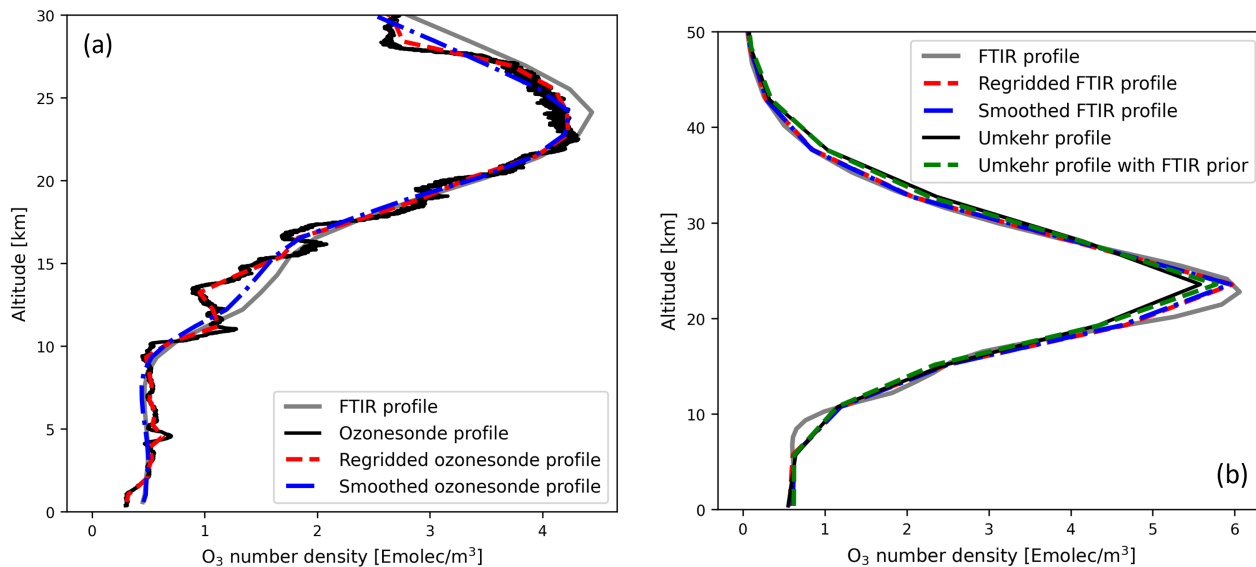 (a)
30
25
20
15
10
5
0
Altitude [km]
FTIR profile
Ozonesonde profile
Regridded ozonesonde profile
Smoothed ozonesonde profile
0 1 2 3 4
O₃ number density [Emolec/m³]
50
40
30
20
10
0
Altitude [km]
FTIR profile
Regridded FTIR profile
Smoothed FTIR profile
Umkehr profile
Umkehr profile with FTIR prior
(b)
0 1 2 3 4 5 6
O₃ number density [Emolec/m³]